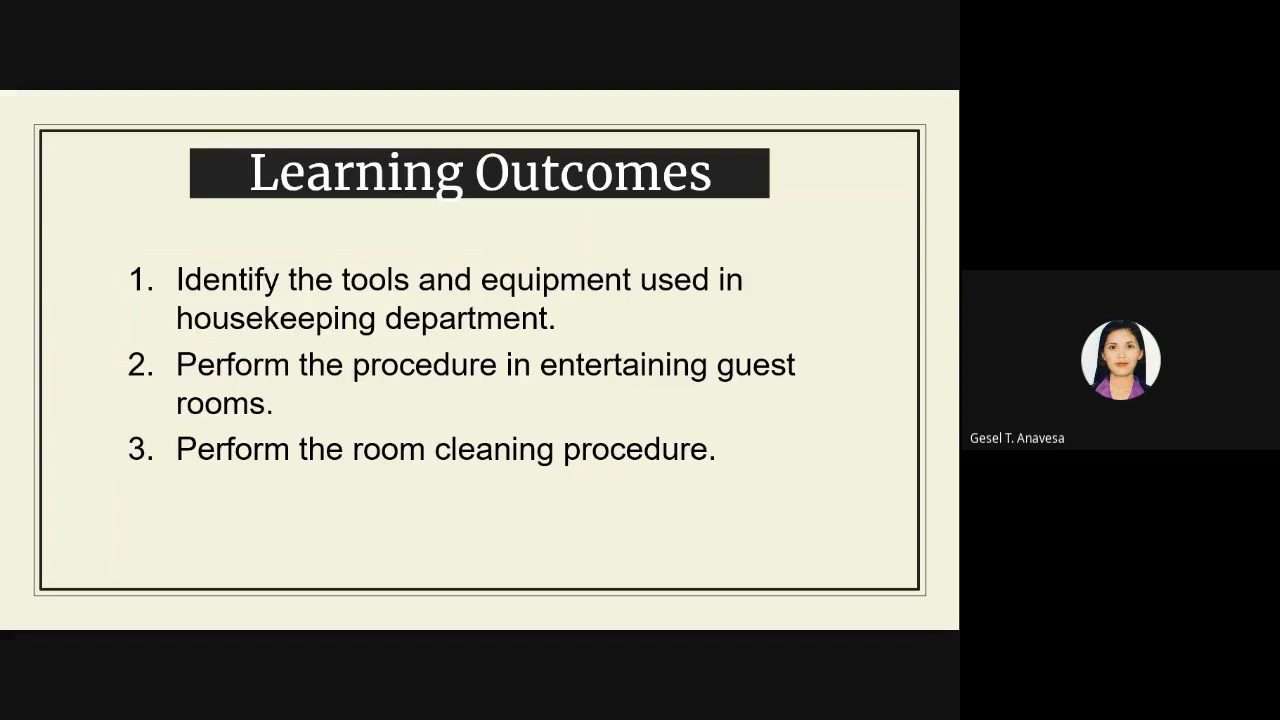 Learning Outcomes
1. Identify the tools and equipment used in
housekeeping department.
2. Perform the procedure in entertaining guest
rooms.
3. Perform the room cleaning procedure.
Gesel T. Anavesa